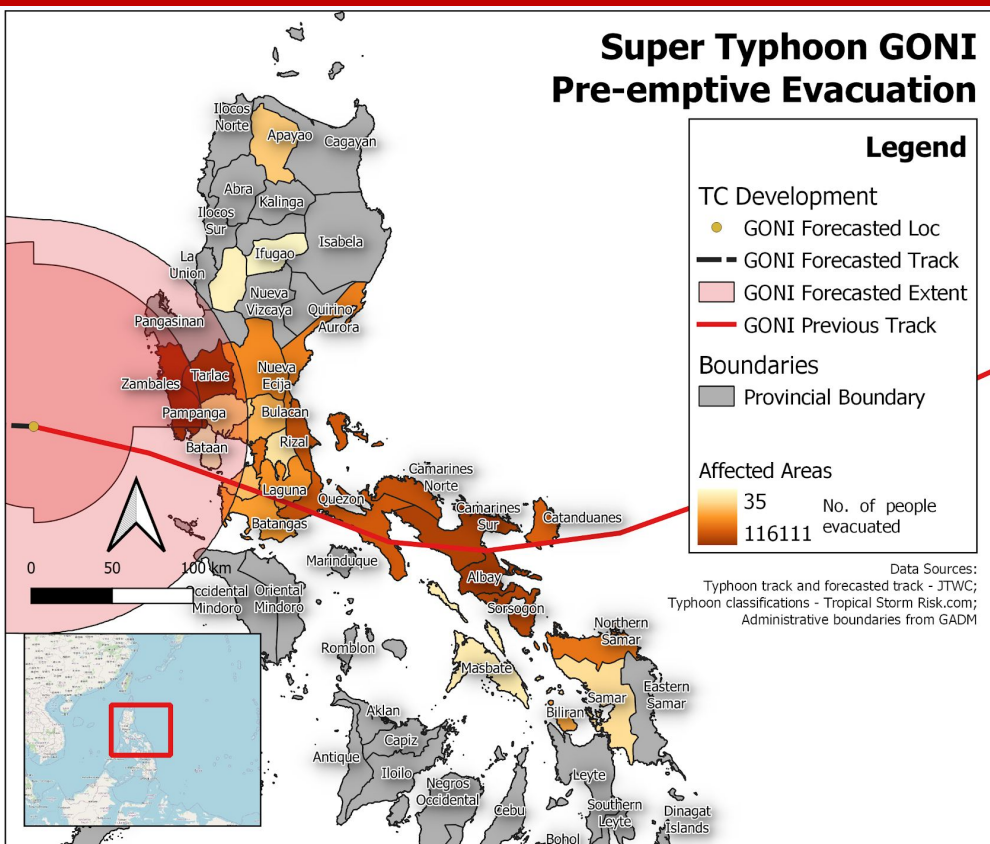 Super Typhoon GONI
Pre-emptive Evacuation
Legend
TC Development
GONI Forecasted Loc
GONI Forecasted Track
GONI Forecasted Extent
GONI Previous Track
Boundaries
Provincial Boundary
Affected Areas
35
116111
No. of people
evacuated
Data Sources:
Typhoon track and forecasted track - JTWC;
Typhoon classifications - Tropical Storm Risk.com;
Administrative boundaries from GADM
Ilocos
Norte
Apayao
Cagayan
Abra
Kalinga
Ilocos
Sur
Isabela
Ifugao
La
Union
Nueva
Vizcaya
Quirino
Aurora
Pangasinan
Zambales
Tarlac
Nueva
Ecija
Pampanga
Bulacan
Bataan
Rizal
Laguna
Quezon
Camarines
Norte
Camarines
Sur
Catanduanes
Batangas
Marinduque
Albay
0 50 100 km
Occidental
Mindoro
Oriental
Mindoro
Sorsogon
Northern
Samar
Romblon
Masbate
Samar
Eastern
Samar
Biliran
Aklan
Capiz
Antique
Iloilo
Negros
Occidental
Cebu
Leyte
Southern
Leyte
Dinagat
Islands
Bohol